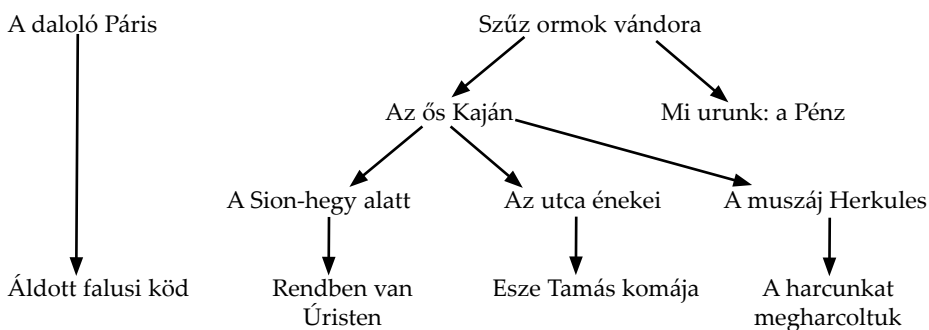 A daloló Páris
Szűz ormok vándora
Az ős Kaján
Mi urunk: a Pénz
A Sion-hegy alatt
Az utca énekei
A muszáj Herkules
Áldott falusi köd
Rendben van
Úristen
Esze Tamás komája
A harcunkat
megharcoltuk